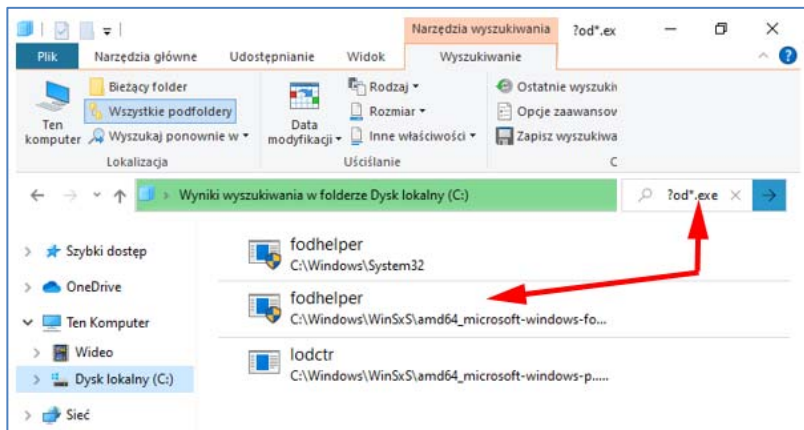 Narzędzia wyszukiwania
?od*.ex
Plik
Narzędzia główne
Udostępnianie
Widok
Wyszukiwanie
Ten komputer
Bieżący folder
Wszystkie podfoldery
Wyszukaj ponownie w
Lokalizacja
Data modyfikacji
Rodzaj
Rozmiar
Inne właściwości
Uściślanie
Ostatnie wyszukiw
Opcje zaawansow
Zapisz wyszukiwa
Wyniki wyszukiwania w folderze Dysk lokalny (C:)
?od*.exe
Szybki dostęp
OneDrive
Ten Komputer
Wideo
Dysk lokalny (C:)
Sieć
fodhelper
C:\Windows\System32
fodhelper
C:\Windows\WinSxS\amd64_microsoft-windows-fo...
lodctr
C:\Windows\WinSxS\amd64_microsoft-windows-p.....